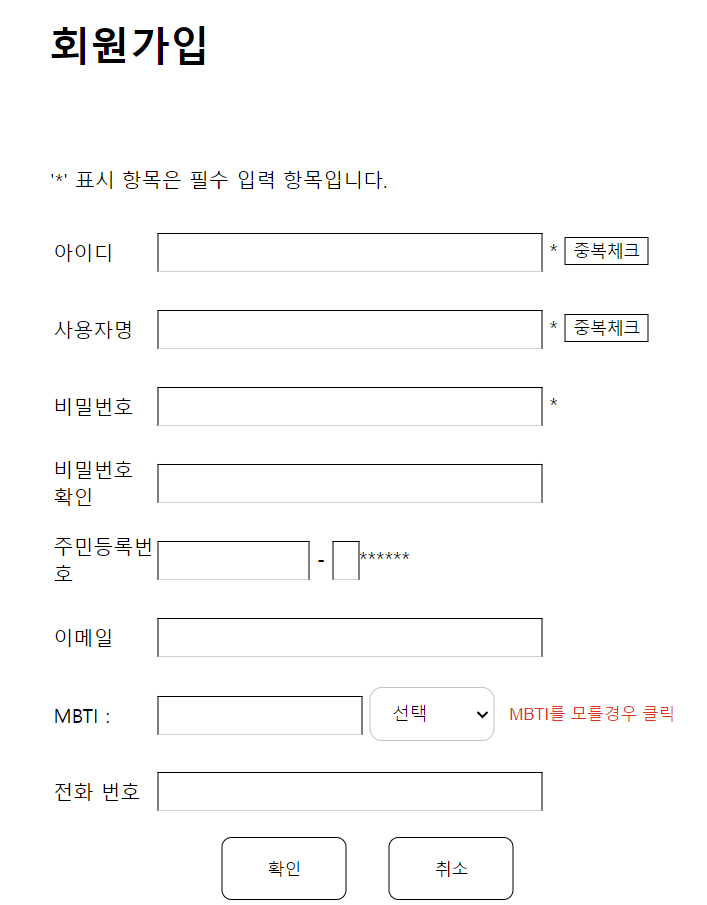 회원가입
'*' 표시 항목은 필수 입력 항목입니다.
아이디 * 중복체크
사용자명 * 중복체크
비밀번호 *
비밀번호
확인
주민등록번
호 - ******
이메일
MBTI : 선택 MBTI를 모를경우 클릭
전화 번호
확인 취소